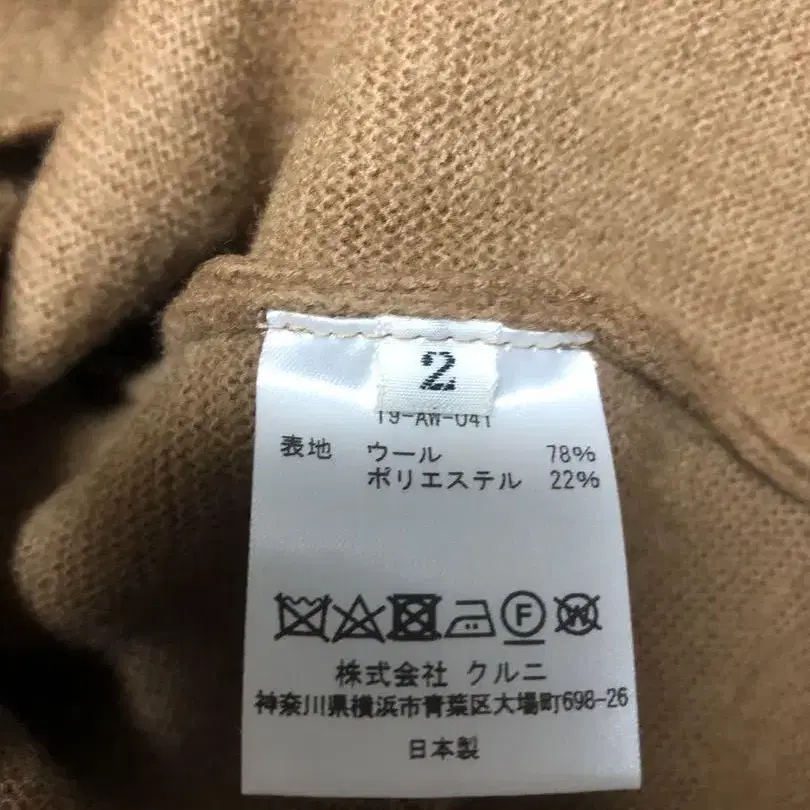 2
19-AW-041
表地 ウール 78%
ポリエステル 22%
F W
株式会社 クルニ
神奈川県横浜市青葉区大場町698-26
日本製